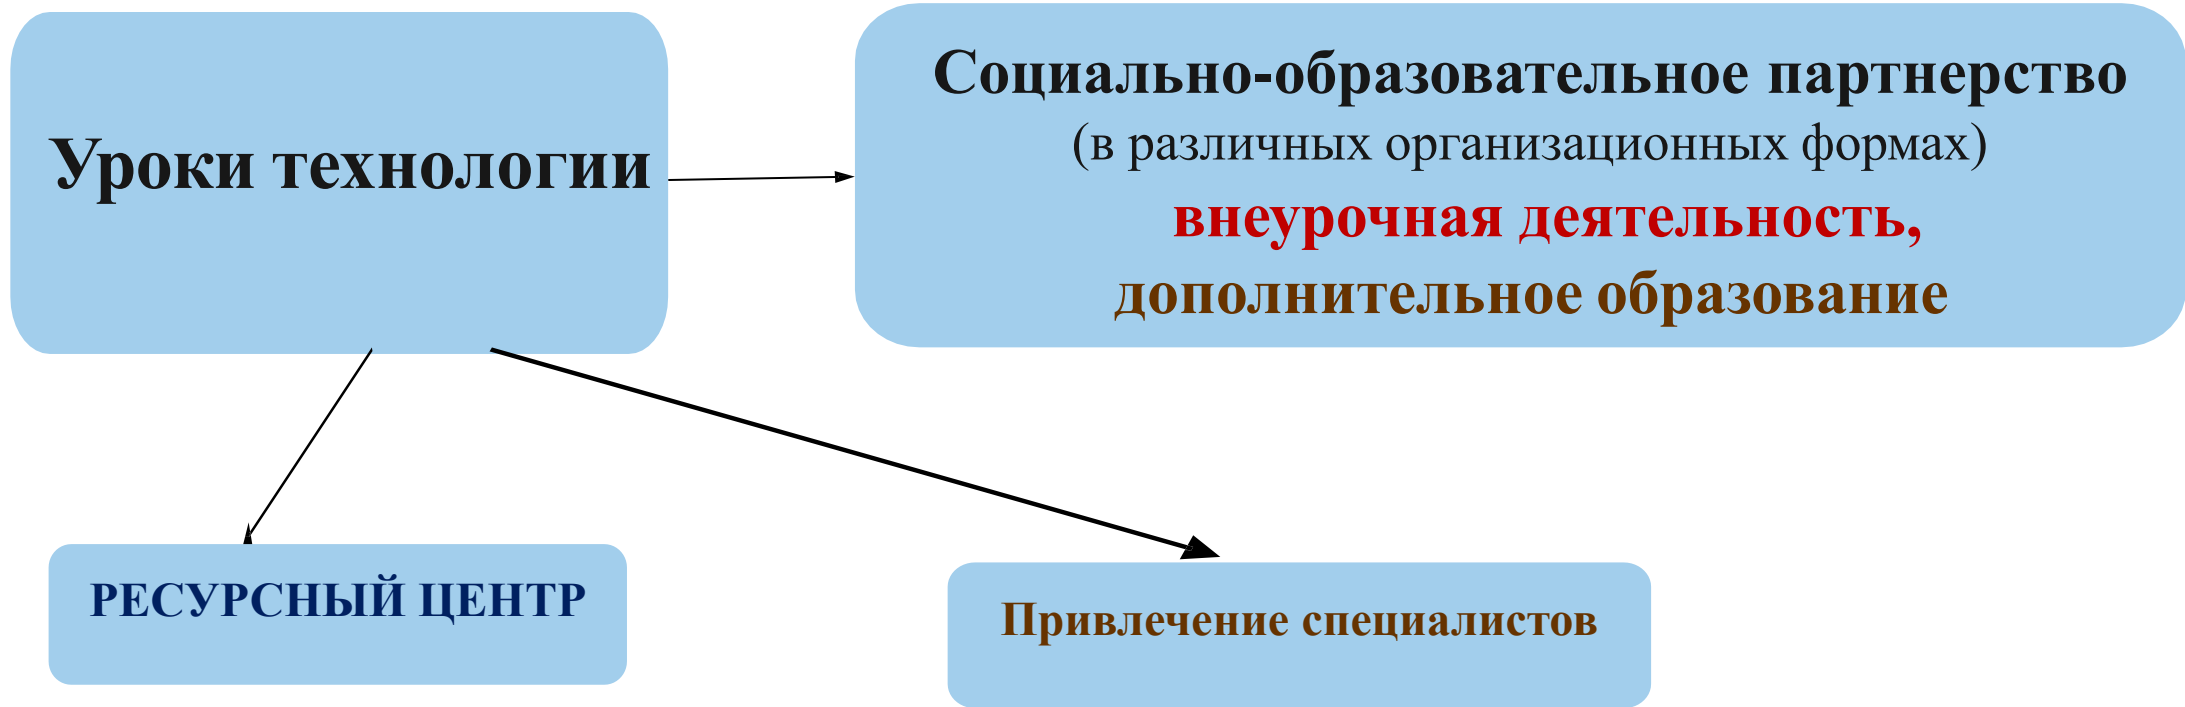 Уроки технологии
Социально-образовательное партнерство
(в различных организационных формах)
внеурочная деятельность,
дополнительное образование
РЕСУРСНЫЙ ЦЕНТР
Привлечение специалистов